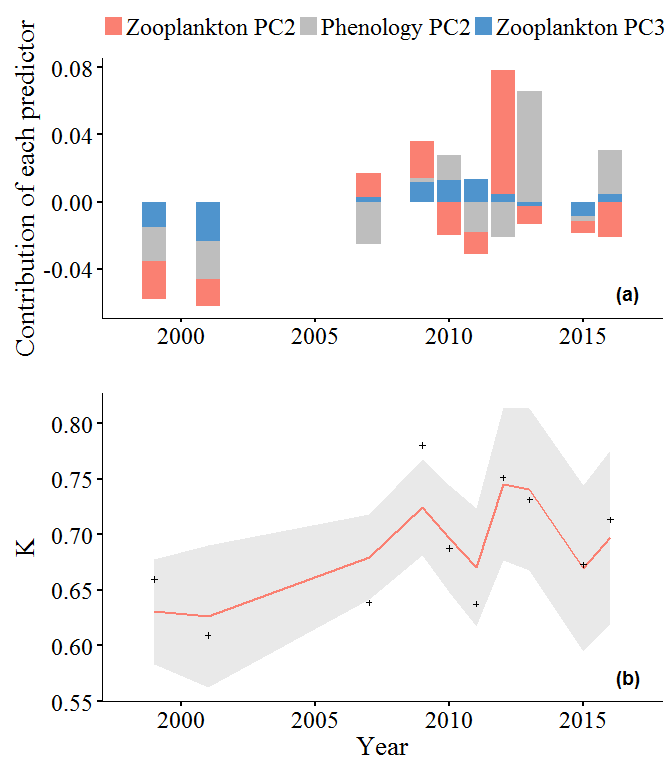 Zooplankton PC2 Phenology PC2 Zooplankton PC3
Contribution of each predictor
0.08
0.04
0.00
-0.04
(a)
2000 2005 2010 2015
K
0.80
0.75
0.70
0.65
0.60
0.55
(b)
2000 2005 2010 2015
Year